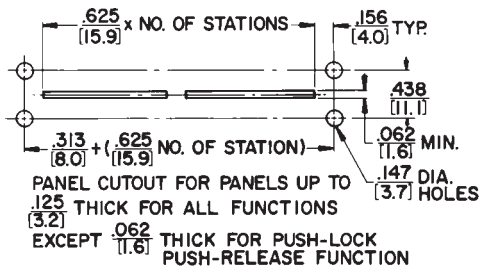 .625
[15.9] x NO. OF STATIONS
.156
[4.0] TYP.
.438
[11.1]
.313
[8.0] + (.625
[15.9] NO. OF STATION)
.062
[1.6] MIN.
.147
[3.7] DIA.
HOLES
PANEL CUTOUT FOR PANELS UP TO
.125
[3.2] THICK FOR ALL FUNCTIONS
EXCEPT .062
[1.6] THICK FOR PUSH-LOCK
PUSH-RELEASE FUNCTION